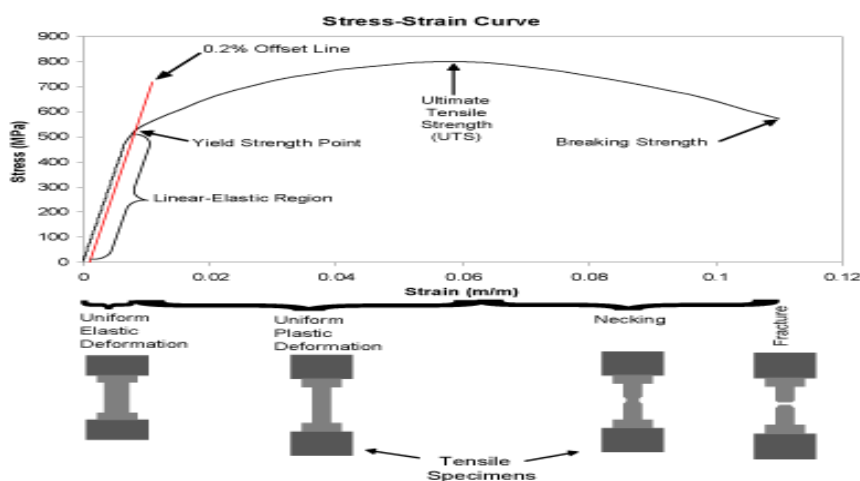 Stress-Strain Curve
900
800
700
600
500
400
300
200
100
0
Stress (MPa)
0.2% Offset Line
Ultimate
Tensile
Strength
(UTS)
Yield Strength Point
Breaking Strength
Linear-Elastic Region
0 0.02 0.04 0.06 0.08 0.1 0.12
Strain (m/m)
Uniform
Elastic
Deformation
Uniform
Plastic
Deformation
Necking
Fracture
Tensile
Specimens